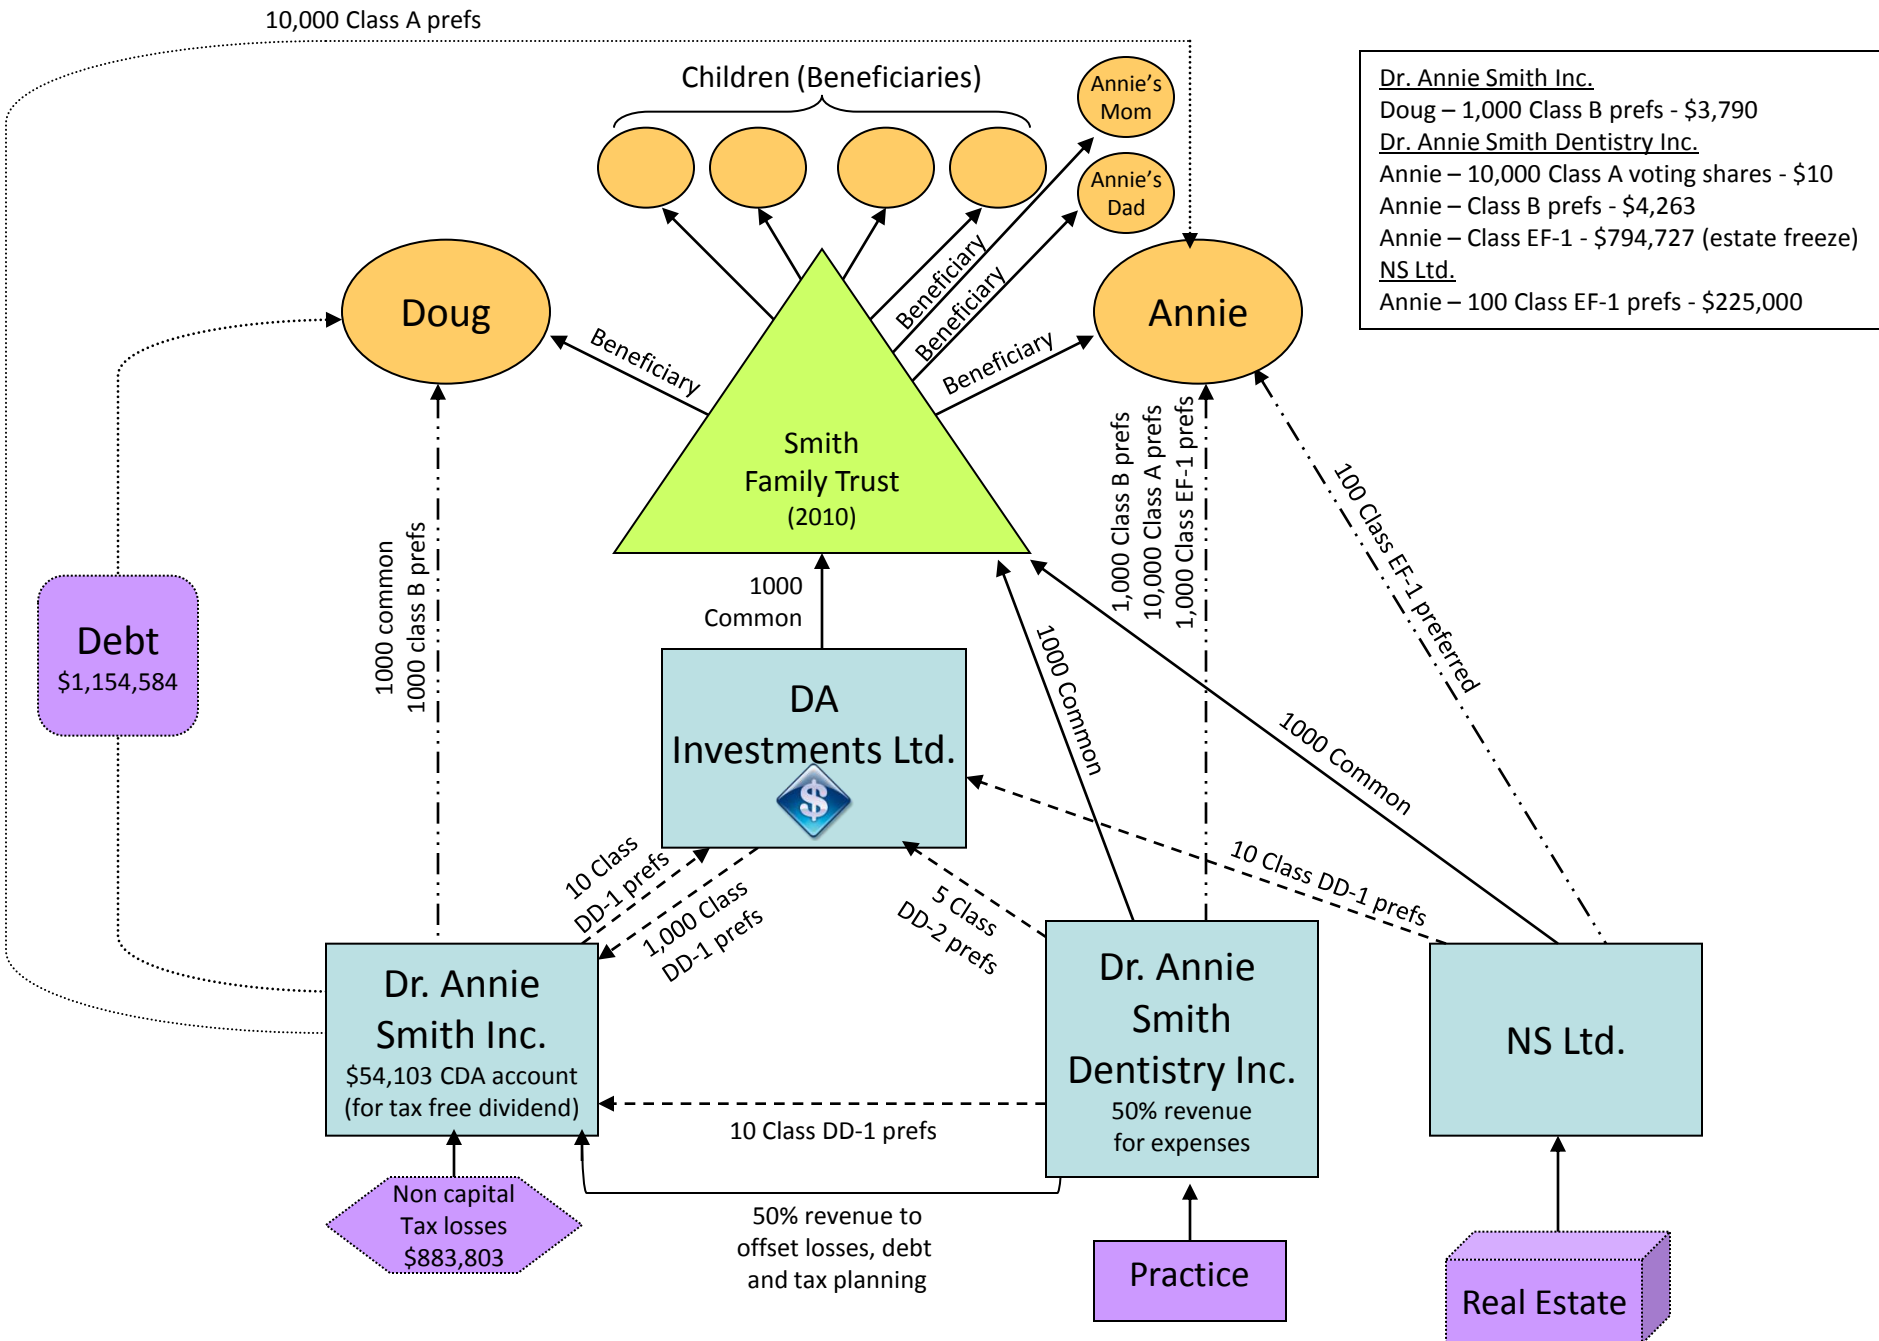 10,000 Class A prefs
Children (Beneficiaries)
Annie's
Mom
Annie's
Dad
Dr. Annie Smith Inc.
Doug – 1,000 Class B prefs - $3,790
Dr. Annie Smith Dentistry Inc.
Annie – 10,000 Class A voting shares - $10
Annie – Class B prefs - $4,263
Annie – Class EF-1 - $794,727 (estate freeze)
NS Ltd.
Annie – 100 Class EF-1 prefs - $225,000
Doug
Annie
Beneficiary
Beneficiary
Beneficiary
Beneficiary
Smith
Family Trust
(2010)
1000 common
1000 class B prefs
1,000 Class B prefs
10,000 Class A prefs
1,000 Class EF-1 prefs
100 Class EF-1 preferred
Debt
$1,154,584
1000
Common
1000 Common
1000 Common
DA
Investments Ltd.
$
10 Class
DD-1 prefs
1,000 Class
DD-1 prefs
5 Class
DD-2 prefs
10 Class DD-1 prefs
Dr. Annie
Smith Inc.
$54,103 CDA account
(for tax free dividend)
Dr. Annie
Smith
Dentistry Inc.
50% revenue
for expenses
NS Ltd.
10 Class DD-1 prefs
Non capital
Tax losses
$883,803
50% revenue to
offset losses, debt
and tax planning
Practice
Real Estate